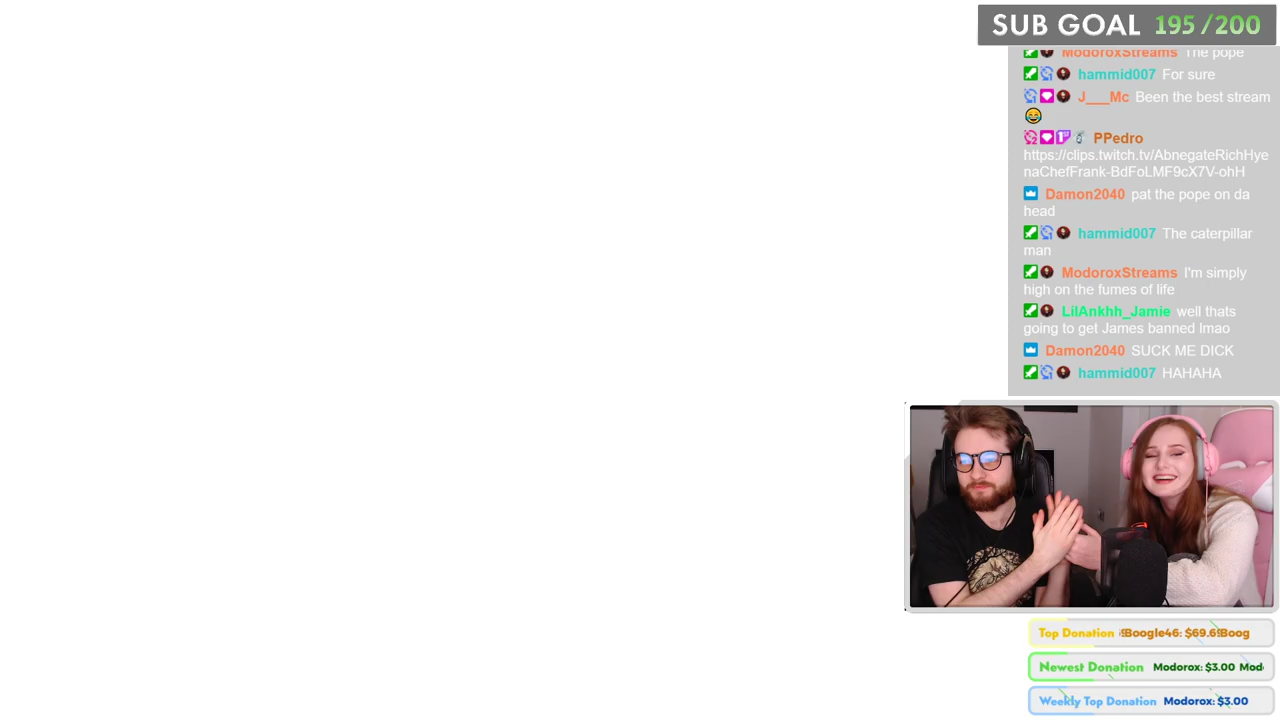 SUB GOAL 195/200
ModoroxStreams The pope
hammid007 For sure
J___Mc Been the best stream
PPedro
https://clips.twitch.tv/AbnegateRichHye
naChefFrank-BdFoLMF9cX7V-ohH
Damon2040 pat the pope on da
head
hammid007 The caterpillar
man
ModoroxStreams I'm simply
high on the fumes of life
LilAnkhh_Jamie well thats
going to get James banned lmao
Damon2040 SUCK ME DICK
hammid007 HAHAHA
Top Donation Boogle46: $69.69 Boog
Newest Donation Modorox: $3.00 Mod
Weekly Top Donation Modorox: $3.00